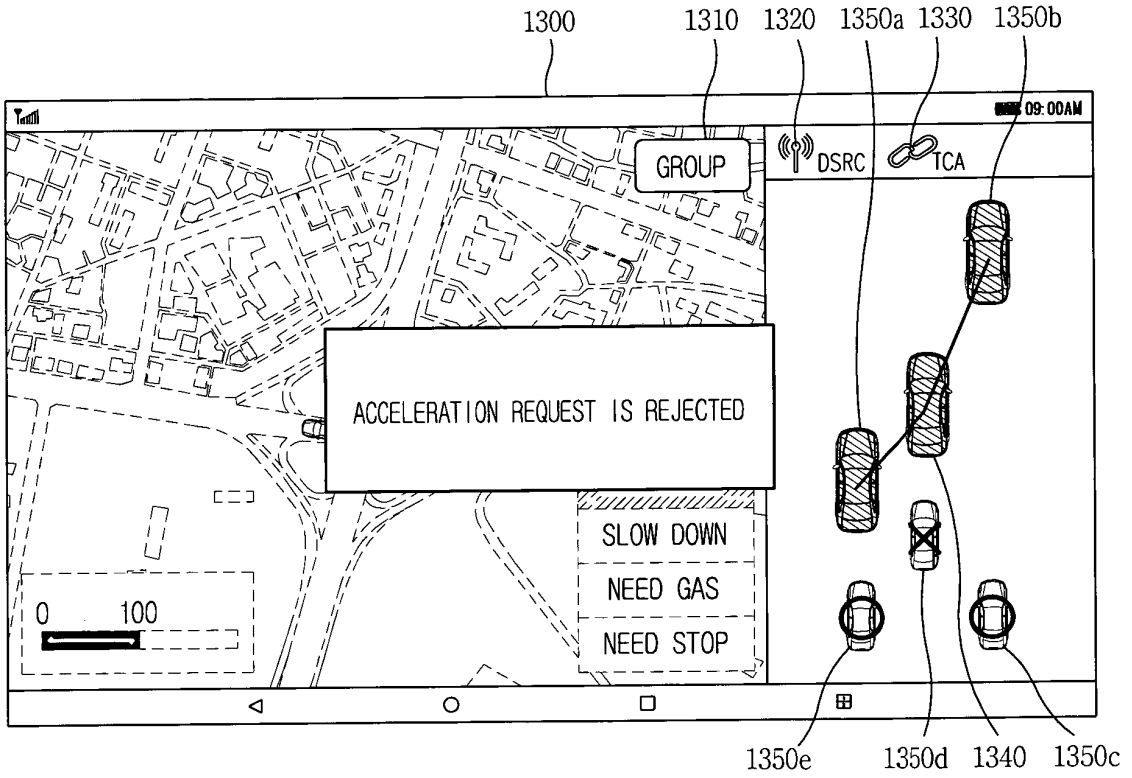 1300 1310 1320 1350a 1330 1350b
09:00AM
GROUP DSRC TCA
ACCELERATION REQUEST IS REJECTED
SLOW DOWN
NEED GAS
NEED STOP
0 100
1350e 1350d 1340 1350c